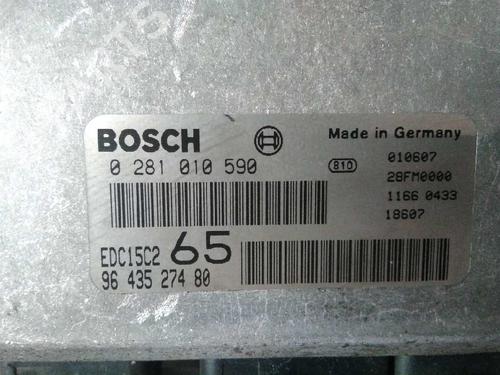 BOSCH
Made in Germany
0 281 010 590
810
010607
28FM0000
1166 0433
18607
EDC15C2 65
96 435 274 80